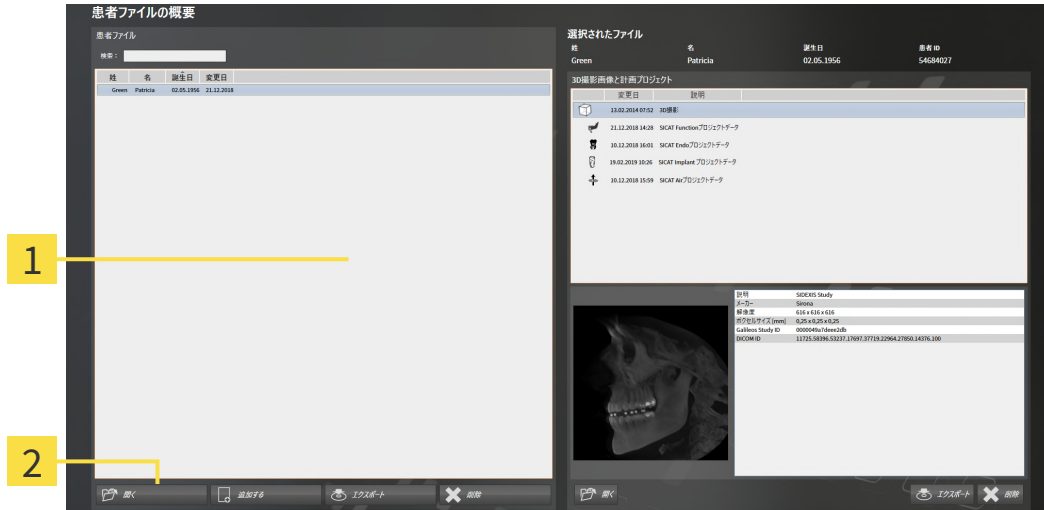 患者ファイルの概要
患者ファイル
検索：
姓 名 誕生日 変更日
Green Patricia 02.05.1956 21.12.2018
1
2
開く 追加する エクスポート 削除
選択されたファイル
姓 名 誕生日 患者 ID
Green Patricia 02.05.1956 54684027
3D撮影画像と計画プロジェクト
変更日 説明
13.02.2014 07:52 3D撮影
21.12.2018 14:28 SICAT Functionプロジェクトデータ
10.12.2018 16:01 SICAT Endoプロジェクトデータ
19.02.2019 10:26 SICAT Implant プロジェクトデータ
10.12.2018 15:59 SICAT Airプロジェクトデータ
説明 SIDEXIS Study
メーカー Sirona
解像度 616 x 616 x 616
ボクセルサイズ [mm] 0,25 x 0,25 x 0,25
Galileos Study ID 0000049a7deee2db
DICOM ID 11725.58396.53237.17697.37719.22964.27850.14376.100
開く エクスポート 削除